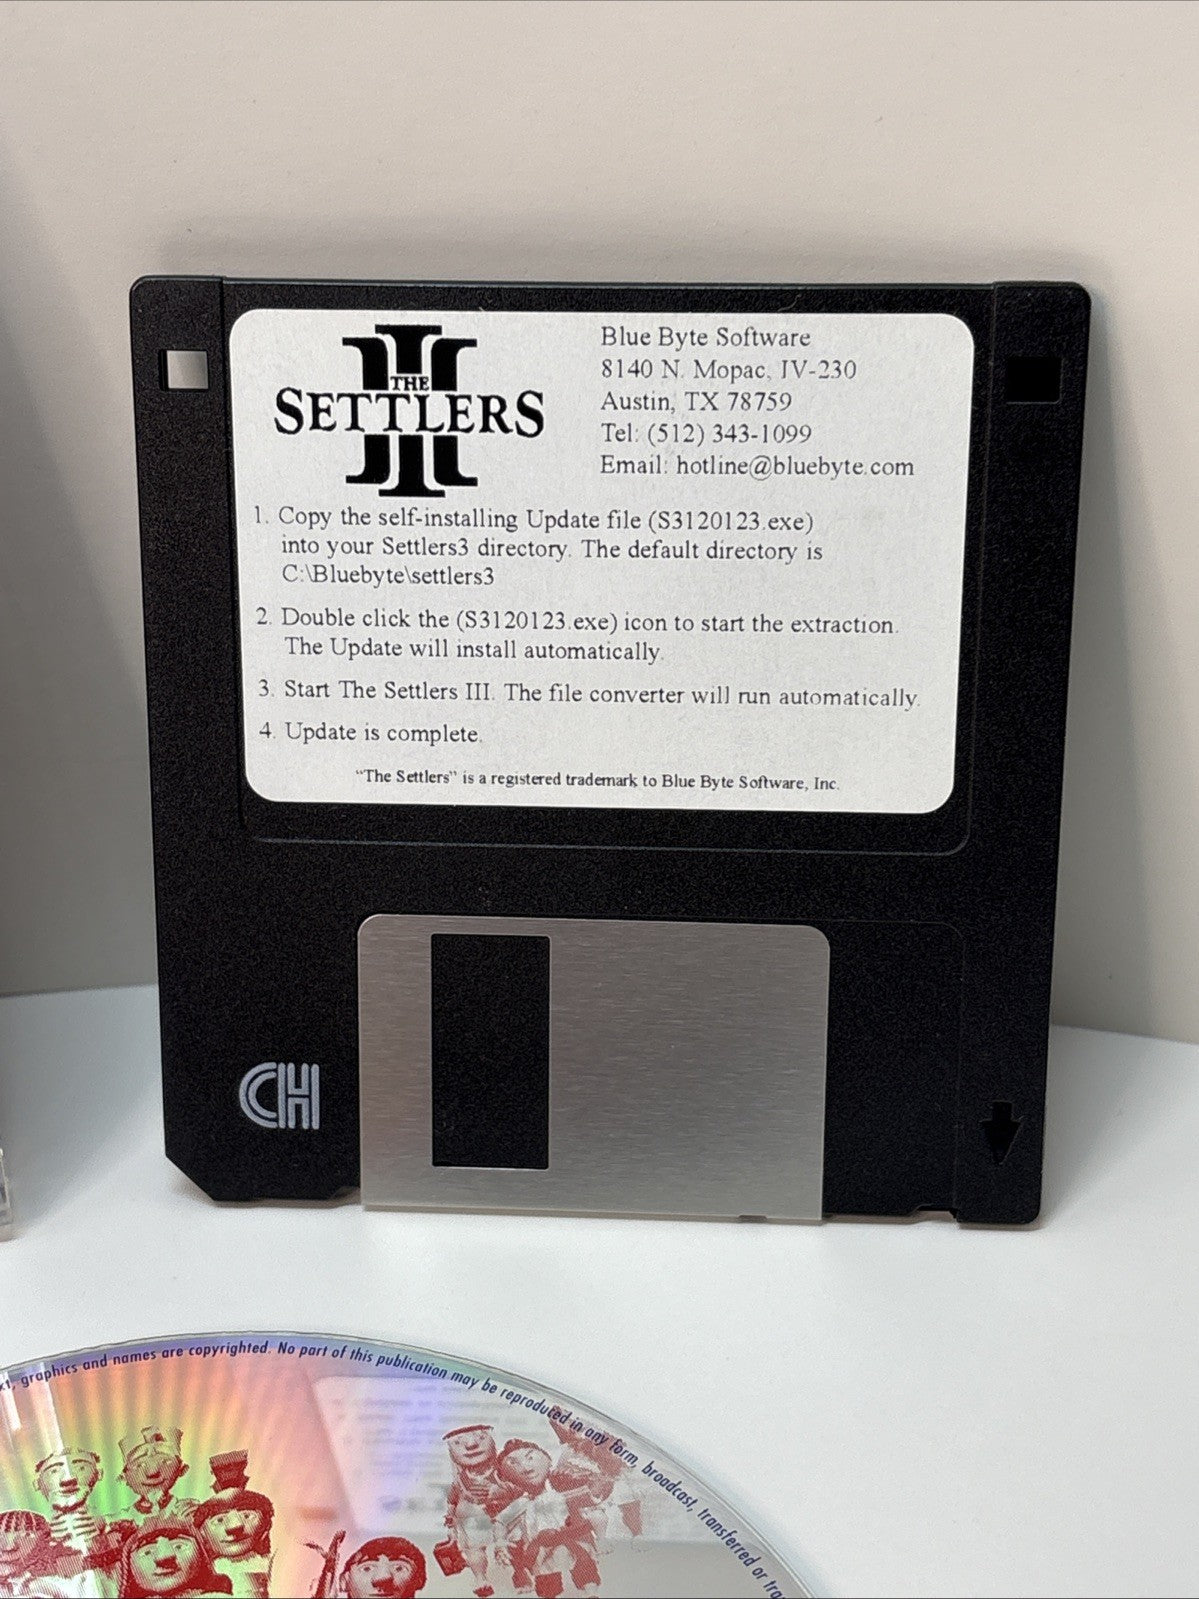 THE
SETTLERS
III
Blue Byte Software
8140 N. Mopac, IV-230
Austin, TX 78759
Tel: (512) 343-1099
Email: hotline@bluebyte.com
1. Copy the self-installing Update file (S3120123.exe)
into your Settlers3 directory. The default directory is
C:\Bluebyte\settlers3
2. Double click the (S3120123.exe) icon to start the extraction.
The Update will install automatically.
3. Start The Settlers III. The file converter will run automatically.
4. Update is complete.
“The Settlers” is a registered trademark to Blue Byte Software, Inc.
CH
graphics and names are copyrighted. No part of this publication may be reproduced in any form, broadcast, transferred or